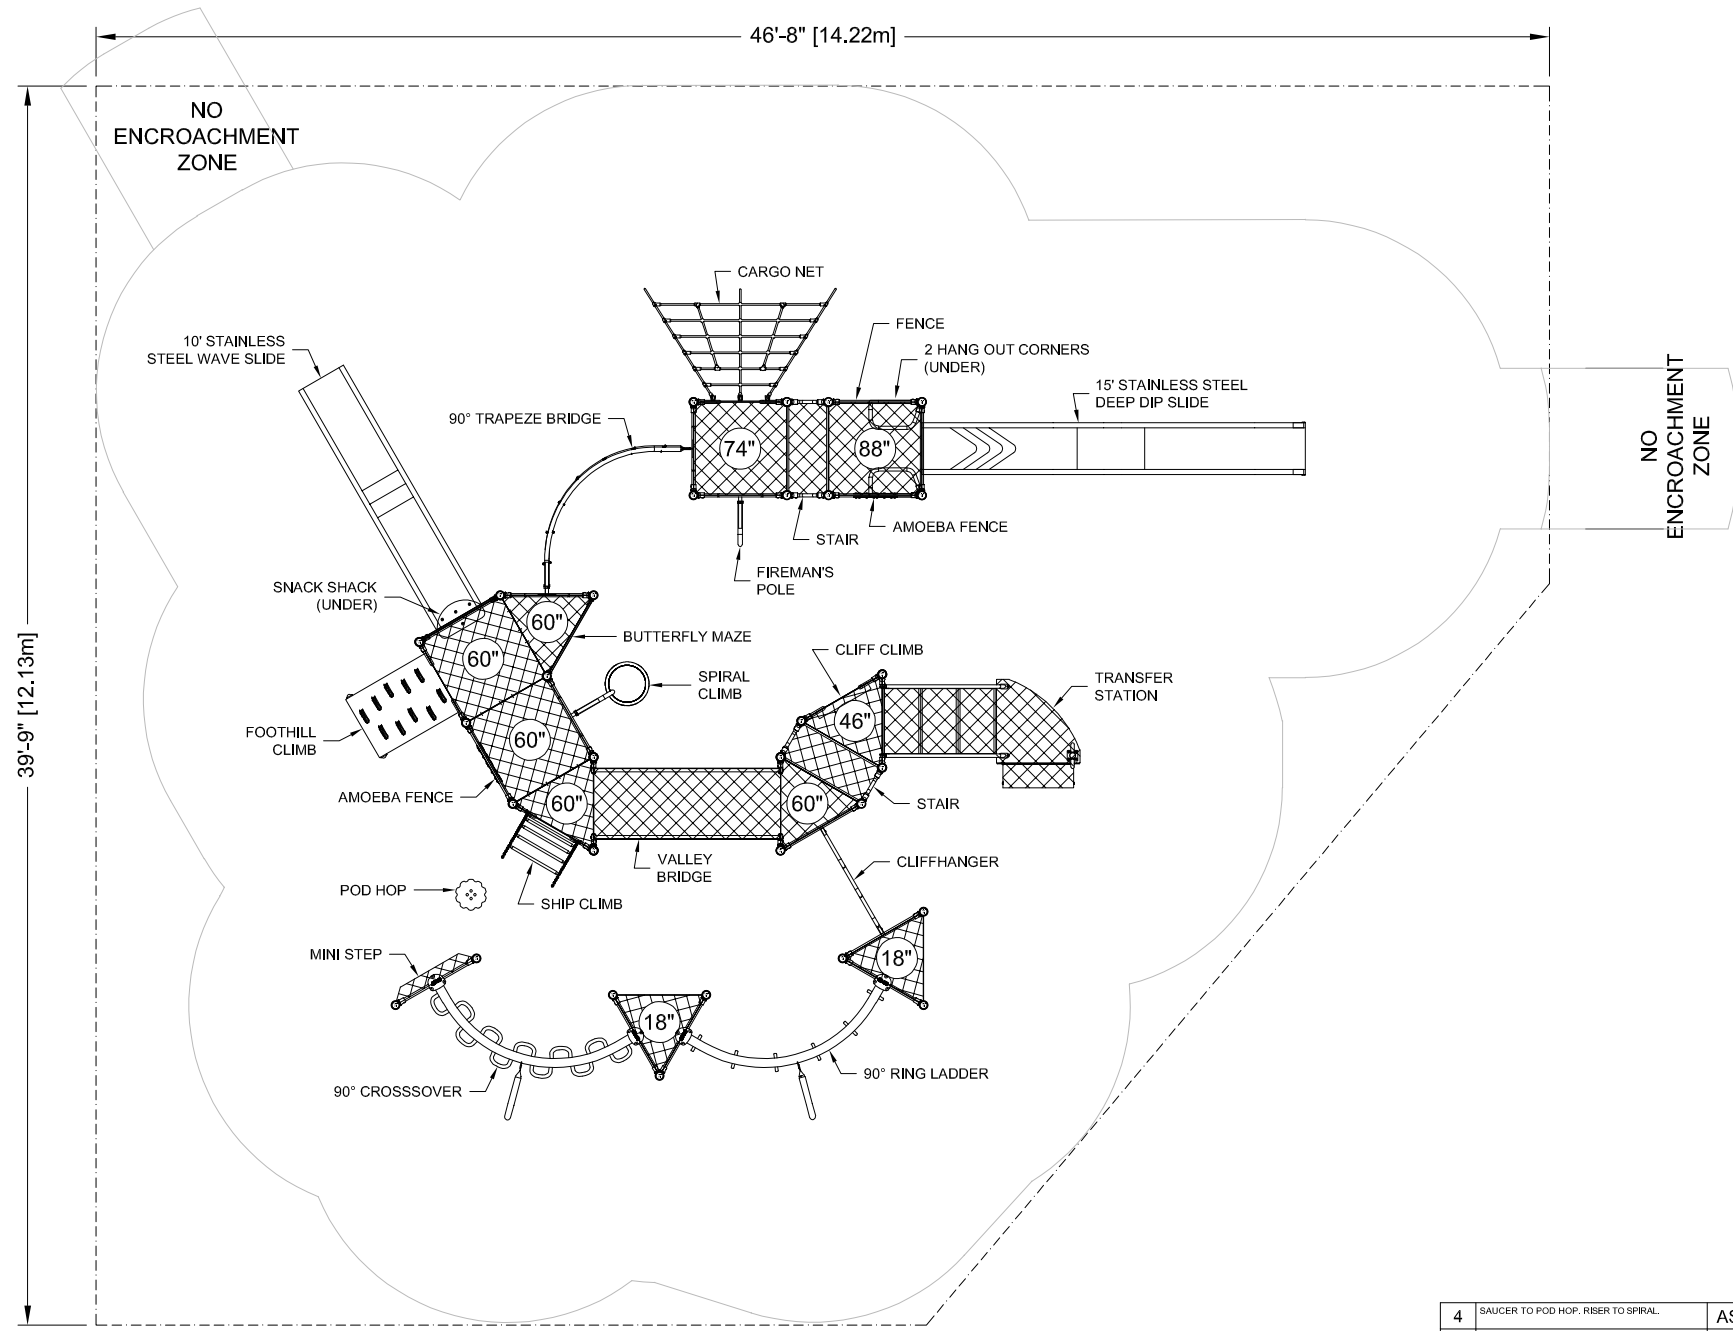 46'-8" [14.22m]
NO
ENCROACHMENT
ZONE
CARGO NET
FENCE
10' STAINLESS
STEEL WAVE SLIDE
2 HANG OUT CORNERS
(UNDER)
15' STAINLESS STEEL
DEEP DIP SLIDE
NO
ENCROACHMENT
ZONE
90° TRAPEZE BRIDGE
74"
88"
AMOEBA FENCE
STAIR
FIREMAN'S
POLE
SNACK SHACK
(UNDER)
60"
BUTTERFLY MAZE
60"
CLIFF CLIMB
SPIRAL
CLIMB
TRANSFER
STATION
39'-9" [12.13m]
FOOTHILL
CLIMB
60"
46"
AMOEBA FENCE
60"
60"
STAIR
VALLEY
BRIDGE
CLIFFHANGER
POD HOP
SHIP CLIMB
MINI STEP
18"
18"
90° CROSSSOVER
90° RING LADDER
4 SAUCER TO POD HOP. RISER TO SPIRAL. AS